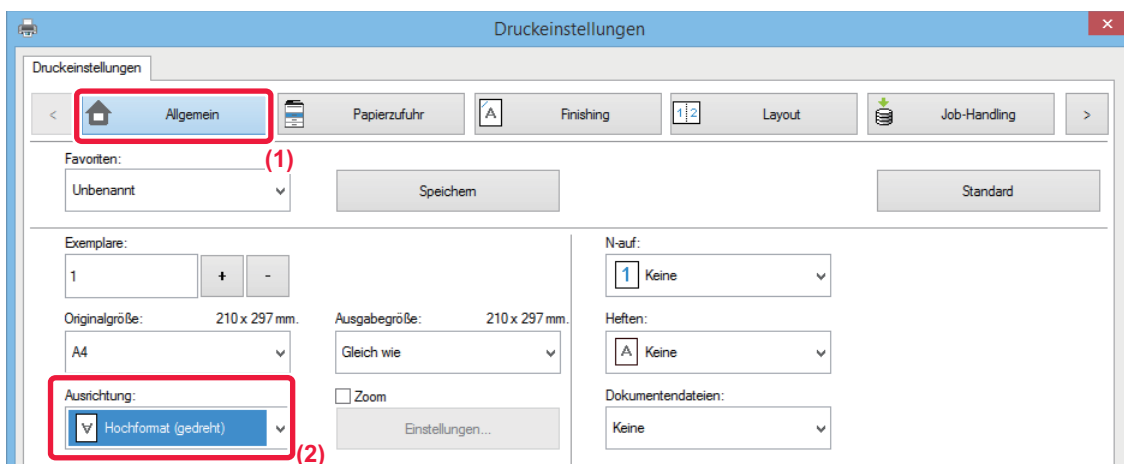 Druckeinstellungen
Druckeinstellungen
< Allgemein Papierzufuhr A Finishing 1 2 Layout Job-Handling >
(1)
Favoriten:
Unbenannt Speichern Standard
Exemplare: N-auf:
1 + - 1 Keine
Originalgröße: 210 x 297 mm. Ausgabegröße: 210 x 297 mm. Heften:
A4 Gleich wie A Keine
Ausrichtung: Zoom Dokumentendateien:
A Hochformat (gedreht) Einstellungen... Keine
(2)